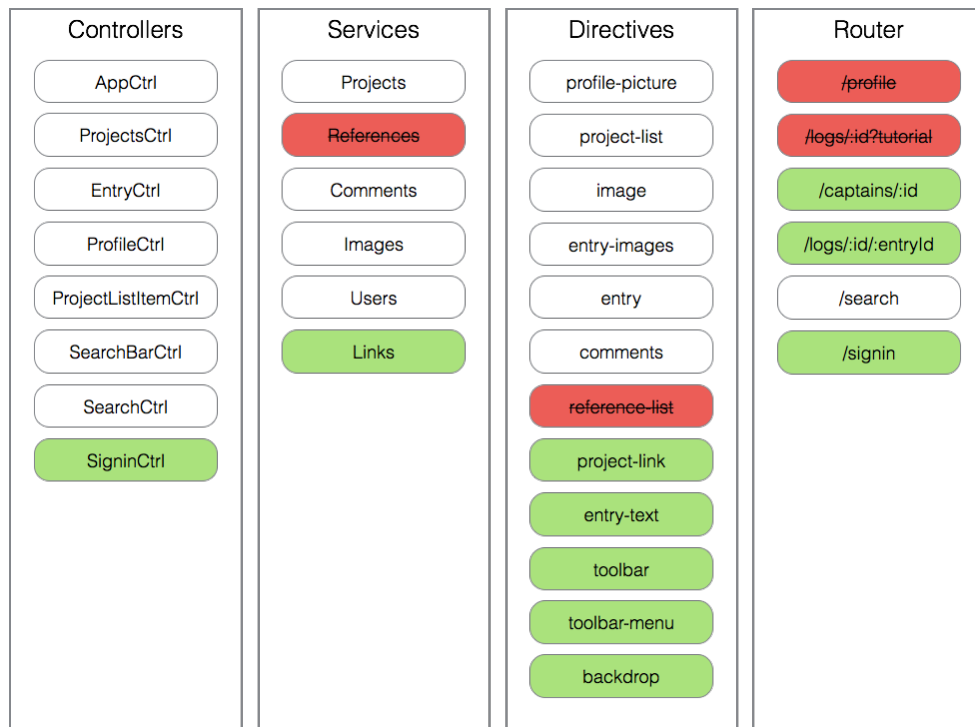 Controllers
AppCtrl
ProjectsCtrl
EntryCtrl
ProfileCtrl
ProjectListItemCtrl
SearchBarCtrl
SearchCtrl
SigninCtrl
Services
Projects
References
Comments
Images
Users
Links
Directives
profile-picture
project-list
image
entry-images
entry
comments
reference-list
project-link
entry-text
toolbar
toolbar-menu
backdrop
Router
/profile
/logs/:id?tutorial
/captains/:id
/logs/:id/:entryId
/search
/signin